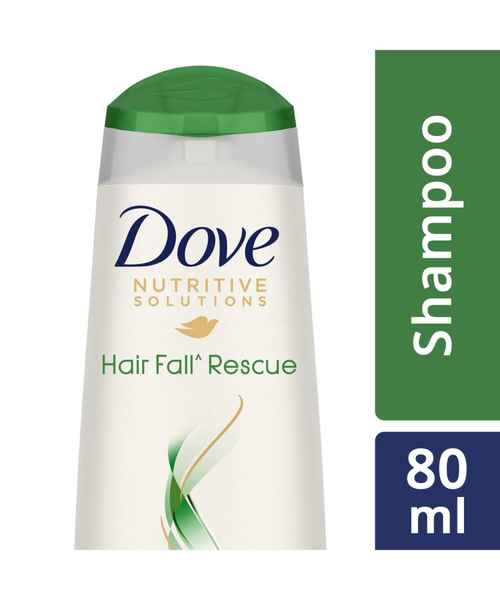 Dove
NUTRITIVE
SOLUTIONS
Hair Fall^ Rescue
Shampoo
80
ml